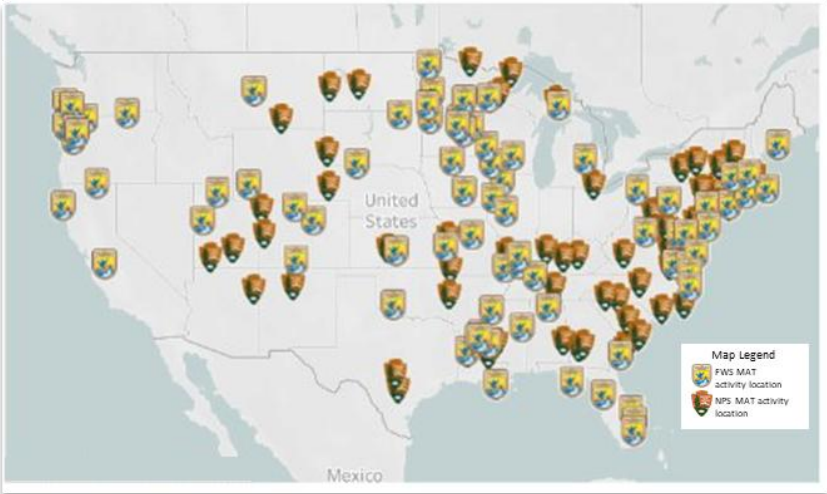 United
States
Mexico
Map Legend
FWS MAT
activity location
NPS MAT activity
location